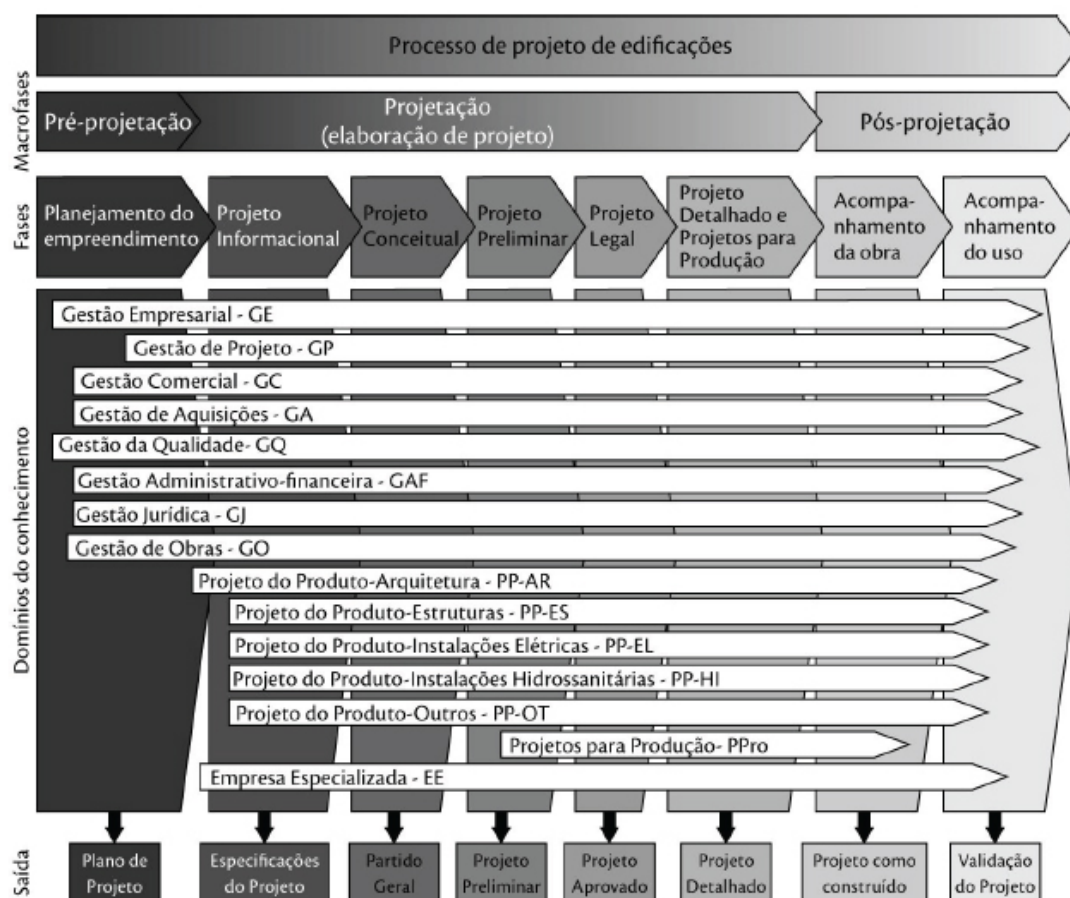 Processo de projeto de edificações
Macrofases
Pré-projetação
Projetação
(elaboração de projeto)
Pós-projetação
Fases
Planejamento do
empreendimento
Projeto
Informacional
Projeto
Conceitual
Projeto
Preliminar
Projeto
Legal
Projeto
Detalhado e
Projetos para
Produção
Acompa-
nhamento
da obra
Acompa-
nhamento
do uso
Domínios do conhecimento
Gestão Empresarial - GE
Gestão de Projeto - GP
Gestão Comercial - GC
Gestão de Aquisições - GA
Gestão da Qualidade- GQ
Gestão Administrativo-financeira - GAF
Gestão Jurídica - GJ
Gestão de Obras - GO
Projeto do Produto-Arquitetura - PP-AR
Projeto do Produto-Estruturas - PP-ES
Projeto do Produto-Instalações Elétricas - PP-EL
Projeto do Produto-Instalações Hidrossanitárias - PP-HI
Projeto do Produto-Outros - PP-OT
Projetos para Produção- PPro
Empresa Especializada - EE
Saída
Plano de
Projeto
Especificações
do Projeto
Partido
Geral
Projeto
Preliminar
Projeto
Aprovado
Projeto
Detalhado
Projeto como
construído
Validação
do Projeto